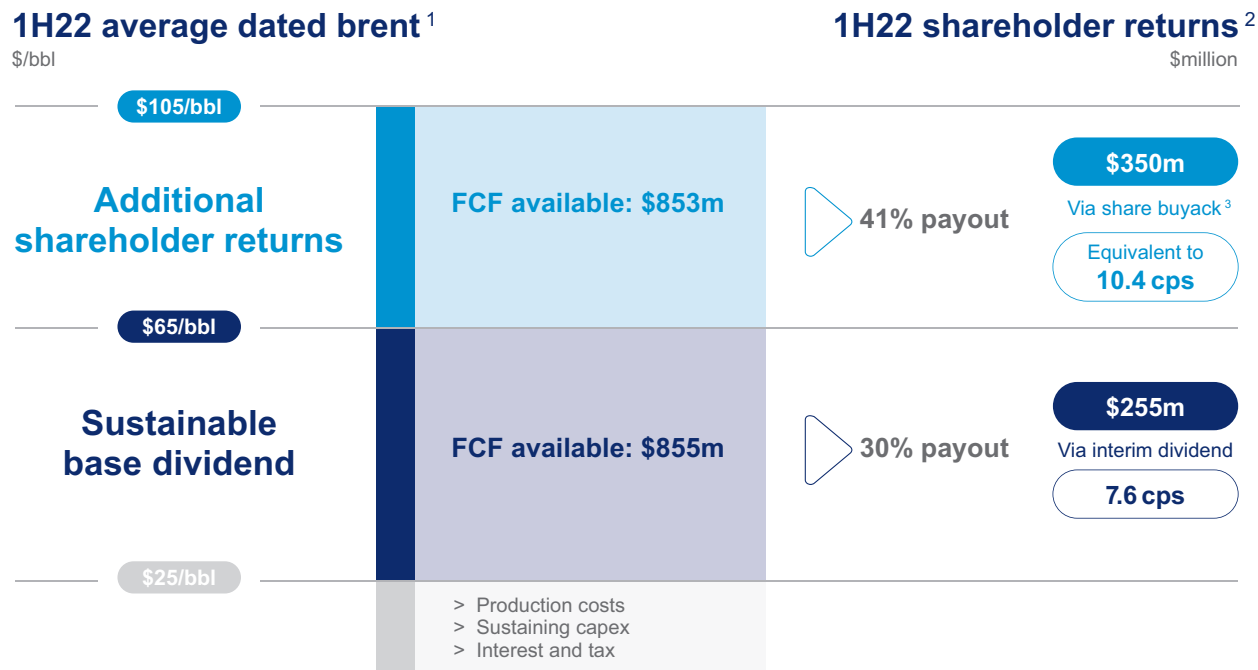 1H22 average dated brent 1
$/bbl
1H22 shareholder returns 2
$million
$105/bbl
Additional
shareholder returns
FCF available: $853m
41% payout
$350m
Via share buyack 3
Equivalent to
10.4 cps
$65/bbl
Sustainable
base dividend
FCF available: $855m
30% payout
$255m
Via interim dividend
7.6 cps
$25/bbl
> Production costs
> Sustaining capex
> Interest and tax